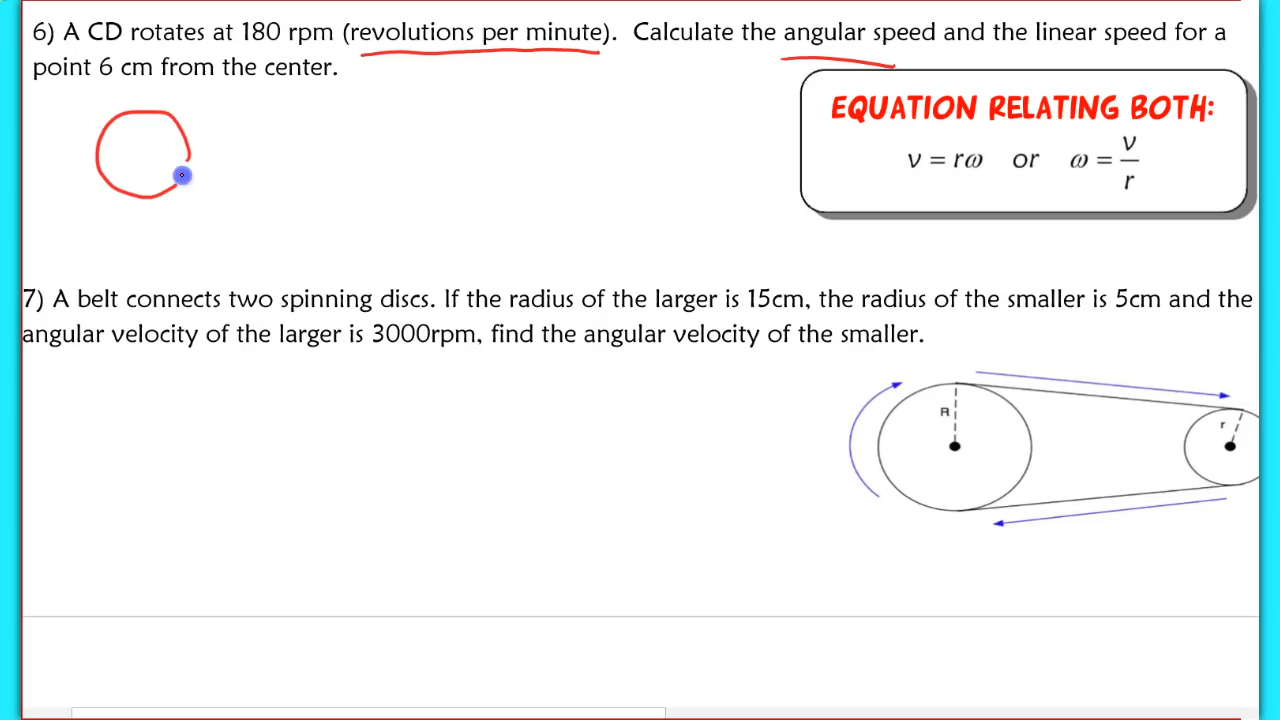 6) A CD rotates at 180 rpm (revolutions per minute).  Calculate the angular speed and the linear speed for a
point 6 cm from the center.
EQUATION RELATING BOTH:
v = rω or ω = v/r
7) A belt connects two spinning discs. If the radius of the larger is 15cm, the radius of the smaller is 5cm and the
angular velocity of the larger is 3000rpm, find the angular velocity of the smaller.
R
r